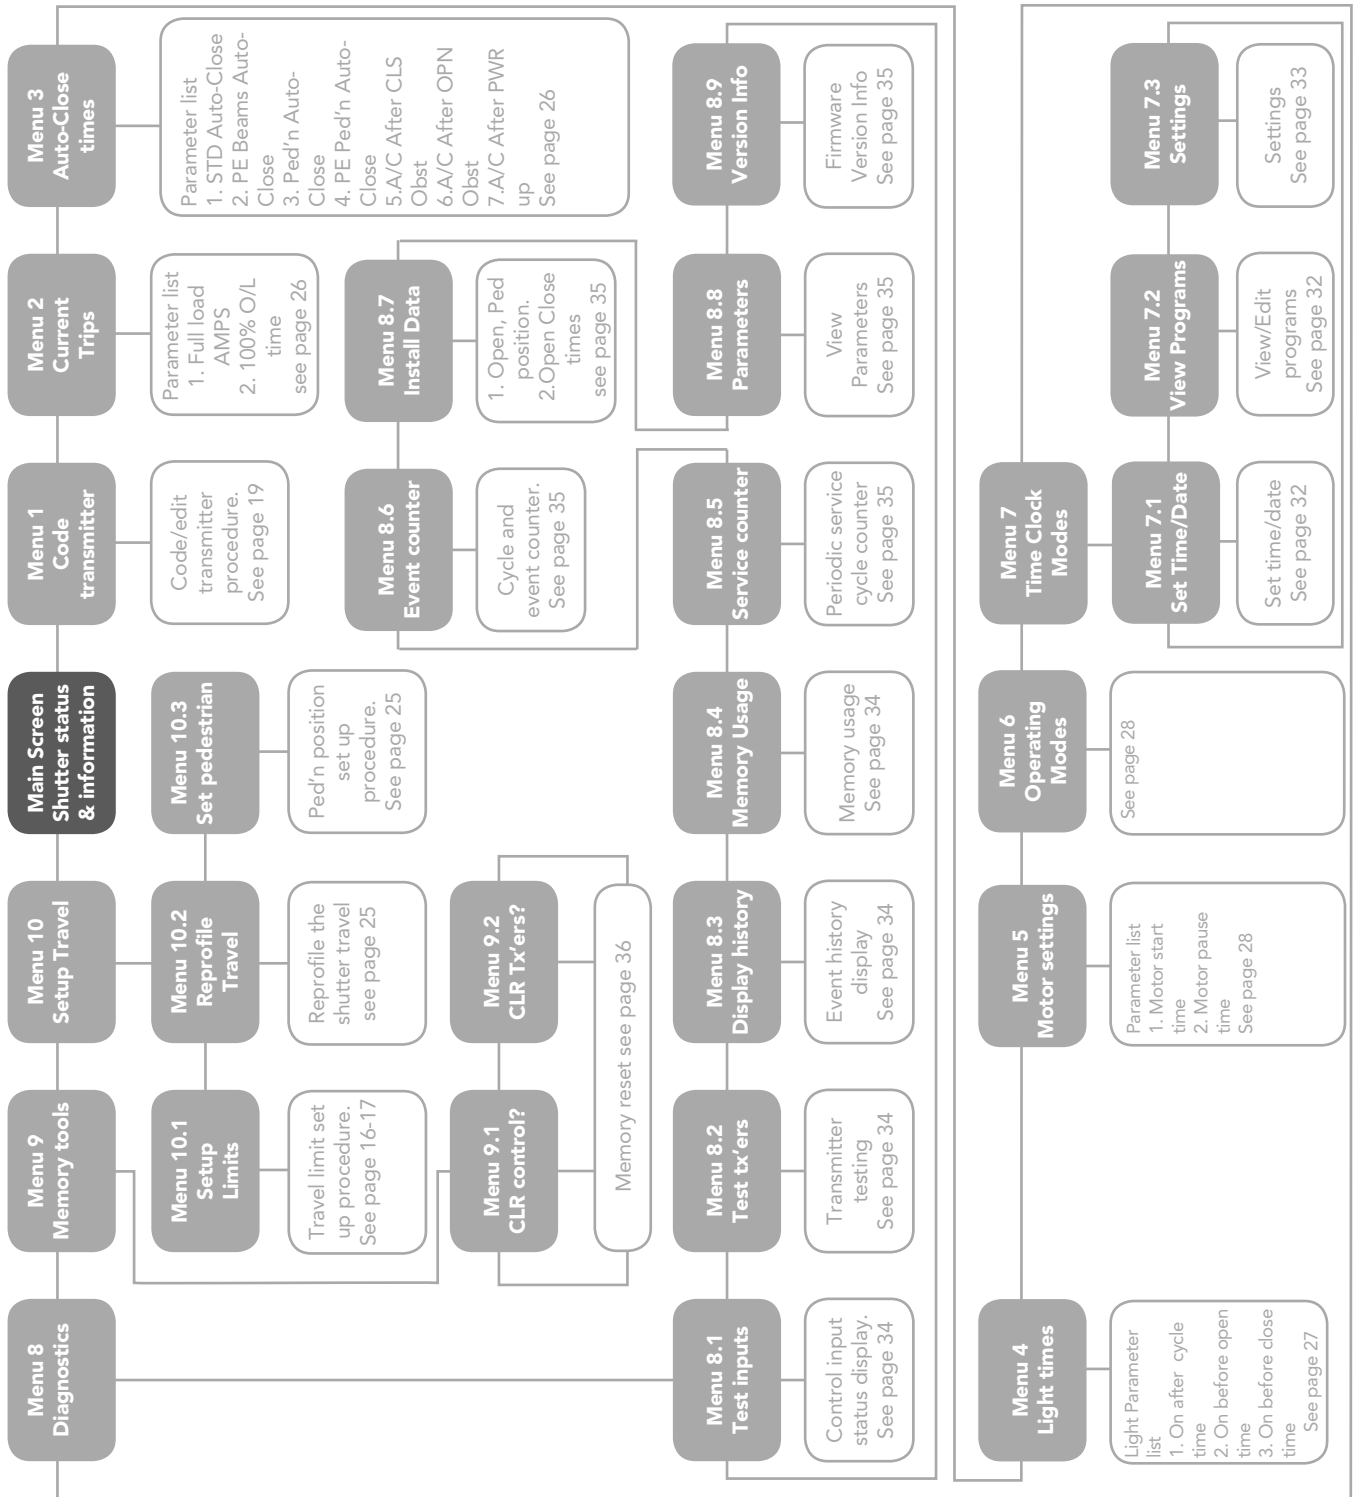 Menu 8
Diagnostics
Menu 9
Memory tools
Menu 10
Setup Travel
Main Screen
Shutter status
& information
Menu 1
Code
transmitter
Menu 2
Current
Trips
Menu 3
Auto-Close
times
Menu 10.1
Setup
Limits
Menu 10.2
Reprofile
Travel
Menu 10.3
Set pedestrian
Code/edit
transmitter
procedure.
See page 19
Parameter list
1. Full load
AMPS
2. 100% O/L
time
see page 26
Parameter list
1. STD Auto-Close
2. PE Beams Auto-
Close
3. Ped'n Auto-
Close
4. PE Ped'n Auto-
Close
5.A/C After CLS
Obst
6.A/C After OPN
Obst
7.A/C After PWR
up
See page 26
Travel limit set
up procedure.
See page 16-17
Reprofile the
shutter travel
see page 25
Ped'n position
set up
procedure.
See page 25
Menu 8.6
Event counter
Menu 8.7
Install Data
Menu 9.1
CLR control?
Menu 9.2
CLR Tx'ers?
Cycle and
event counter.
See page 35
1. Open, Ped
position.
2.Open Close
times
see page 35
Memory reset see page 36
Menu 8.1
Test inputs
Menu 8.2
Test tx'ers
Menu 8.3
Display history
Menu 8.4
Memory Usage
Menu 8.5
Service counter
Menu 8.8
Parameters
Menu 8.9
Version Info
Control input
status display.
See page 34
Transmitter
testing
See page 34
Event history
display
See page 34
Memory usage
See page 34
Periodic service
cycle counter
See page 35
View
Parameters
See page 35
Firmware
Version Info
See page 35
Menu 4
Light times
Menu 5
Motor settings
Menu 6
Operating
Modes
Menu 7
Time Clock
Modes
Light Parameter
list
1. On after cycle
time
2. On before open
time
3. On before close
time
See page 27
Parameter list
1. Motor start
time
2. Motor pause
time
See page 28
See page 28
Menu 7.1
Set Time/Date
Menu 7.2
View Programs
Menu 7.3
Settings
Set time/date
See page 32
View/Edit
programs
See page 32
Settings
See page 33